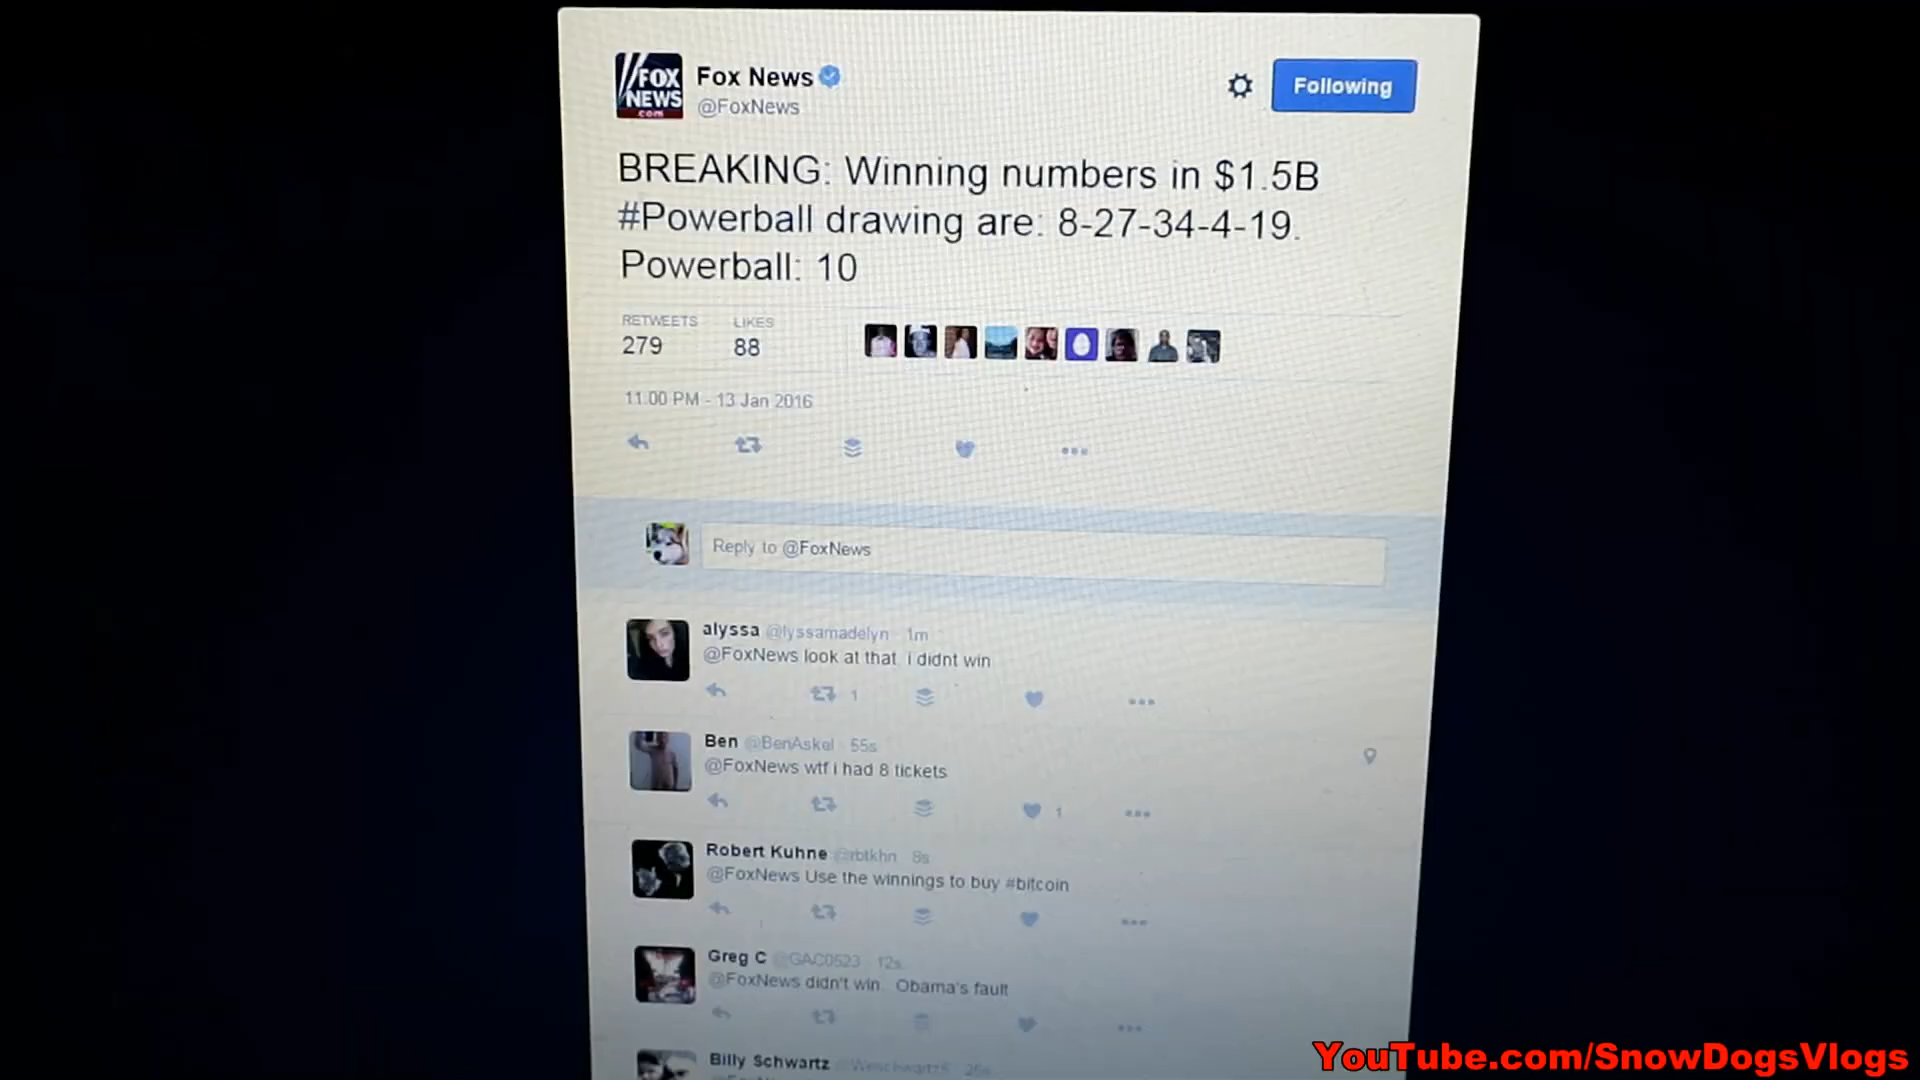 FOX NEWS .com
Fox News
@FoxNews
Following
BREAKING: Winning numbers in $1.5B
#Powerball drawing are: 8-27-34-4-19.
Powerball: 10
RETWEETS LIKES
279 88
11:00 PM - 13 Jan 2016
Reply to @FoxNews
alyssa @lyssamadelyn · 1m
@FoxNews look at that i didnt win
1
Ben @BenAskel · 55s
@FoxNews wtf i had 8 tickets
1
Robert Kuhne @rbtkhn 8s
@FoxNews Use the winnings to buy #bitcoin
Greg C @GAC0523 · 12s
@FoxNews didn't win. Obama's fault
Billy Schwartz
YouTube.com/SnowDogsVlogs